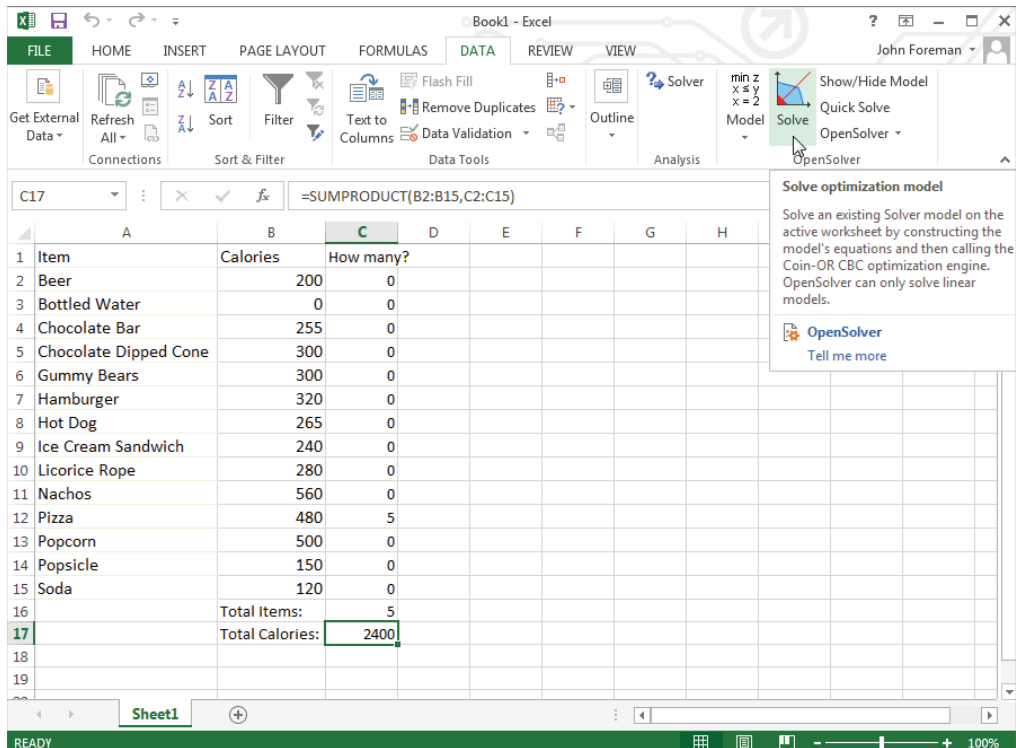 Book1 - Excel
?
FILE HOME INSERT PAGE LAYOUT FORMULAS DATA REVIEW VIEW John Foreman
Get External Data
Refresh All
Connections
A Z
Z A
Z A A Z
Sort
Filter
Sort & Filter
Text to Columns
Flash Fill
Remove Duplicates
Data Validation
Data Tools
Outline
? Solver
Analysis
min z
x ≤ y
x = 2
Model
Solve
Show/Hide Model
Quick Solve
OpenSolver
OpenSolver
C17 fx =SUMPRODUCT(B2:B15,C2:C15)
Solve optimization model
Solve an existing Solver model on the
active worksheet by constructing the
model's equations and then calling the
Coin-OR CBC optimization engine.
OpenSolver can only solve linear
models.
OpenSolver
Tell me more
A B C D E F G H
1 Item Calories How many?
2 Beer 200 0
3 Bottled Water 0 0
4 Chocolate Bar 255 0
5 Chocolate Dipped Cone 300 0
6 Gummy Bears 300 0
7 Hamburger 320 0
8 Hot Dog 265 0
9 Ice Cream Sandwich 240 0
10 Licorice Rope 280 0
11 Nachos 560 0
12 Pizza 480 5
13 Popcorn 500 0
14 Popsicle 150 0
15 Soda 120 0
16 Total Items: 5
17 Total Calories: 2400
18
19
Sheet1
READY 100%